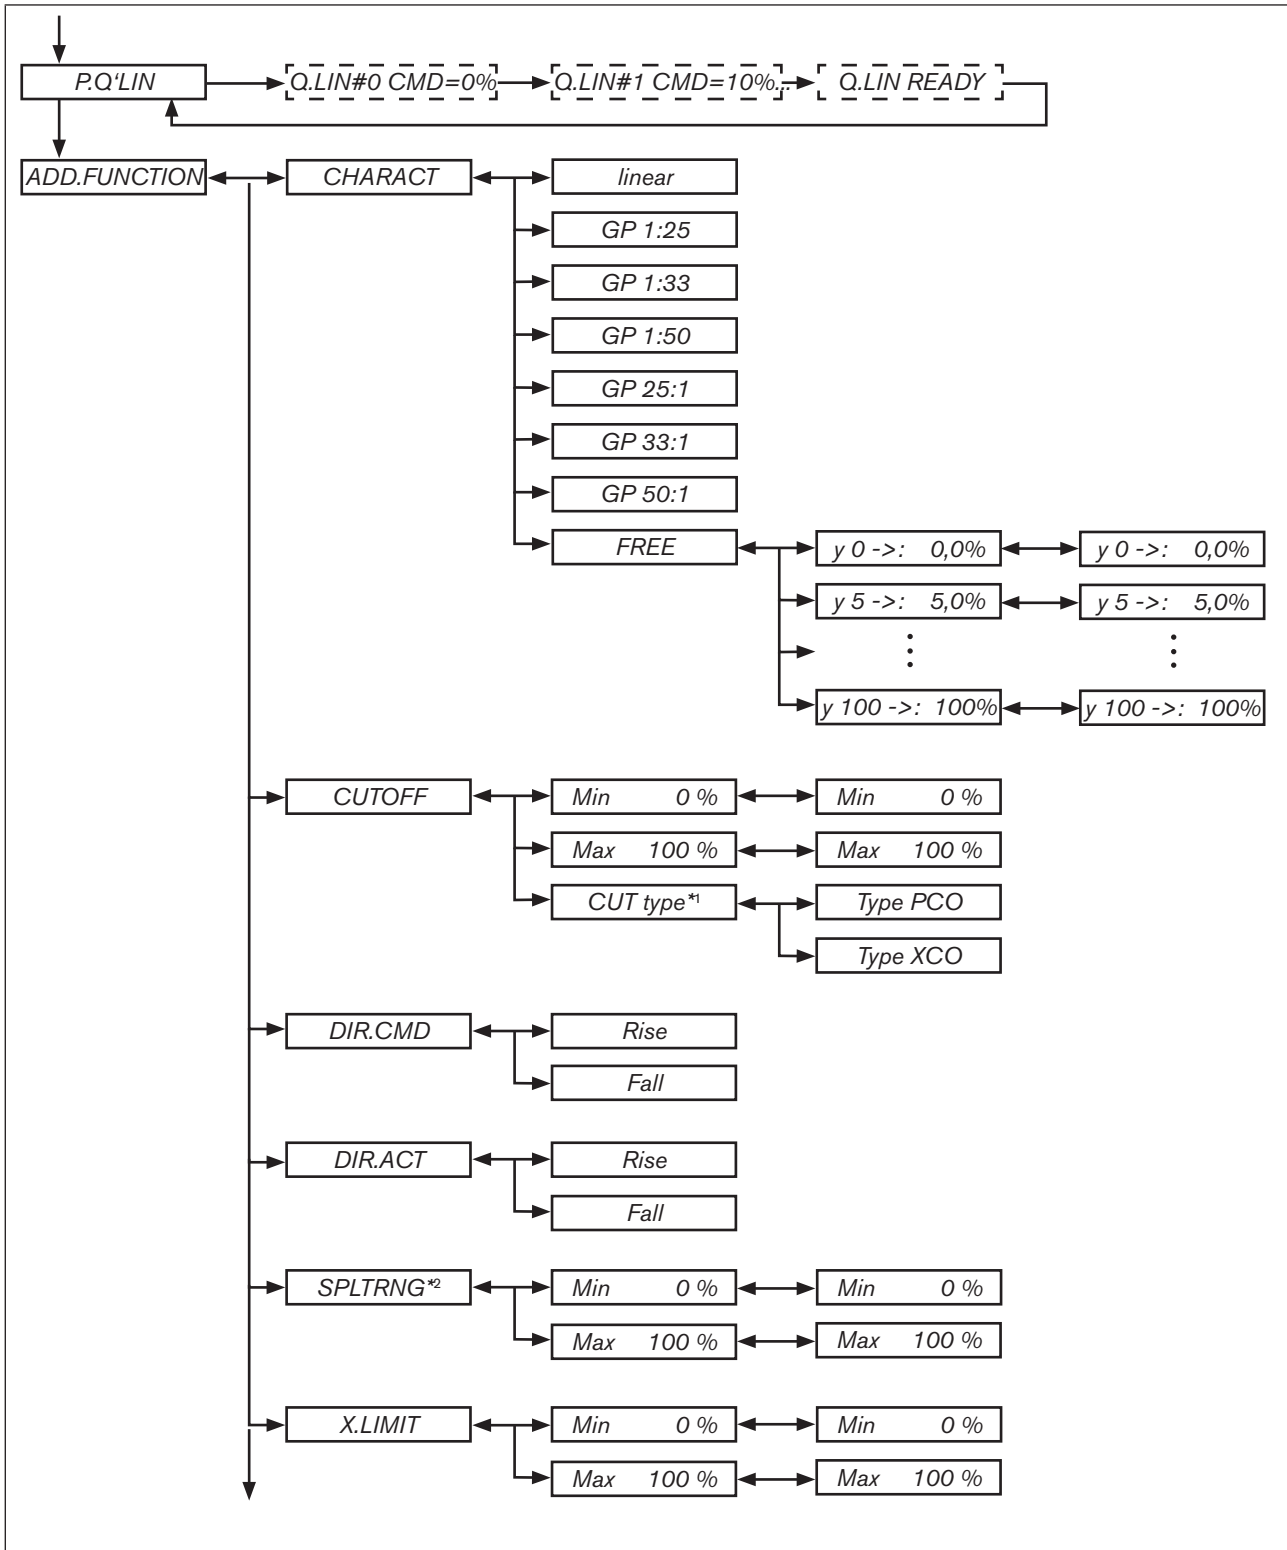 P.Q'LIN
Q.LIN#0 CMD=0%
Q.LIN#1 CMD=10%...
Q.LIN READY
ADD.FUNCTION
CHARACT
linear
GP 1:25
GP 1:33
GP 1:50
GP 25:1
GP 33:1
GP 50:1
FREE
y 0 ->: 0,0%
y 0 ->: 0,0%
y 5 ->: 5,0%
y 5 ->: 5,0%
y 100 ->: 100%
y 100 ->: 100%
CUTOFF
Min 0 %
Min 0 %
Max 100 %
Max 100 %
CUT type*1
Type PCO
Type XCO
DIR.CMD
Rise
Fall
DIR.ACT
Rise
Fall
SPLTRNG*2
Min 0 %
Min 0 %
Max 100 %
Max 100 %
X.LIMIT
Min 0 %
Min 0 %
Max 100 %
Max 100 %